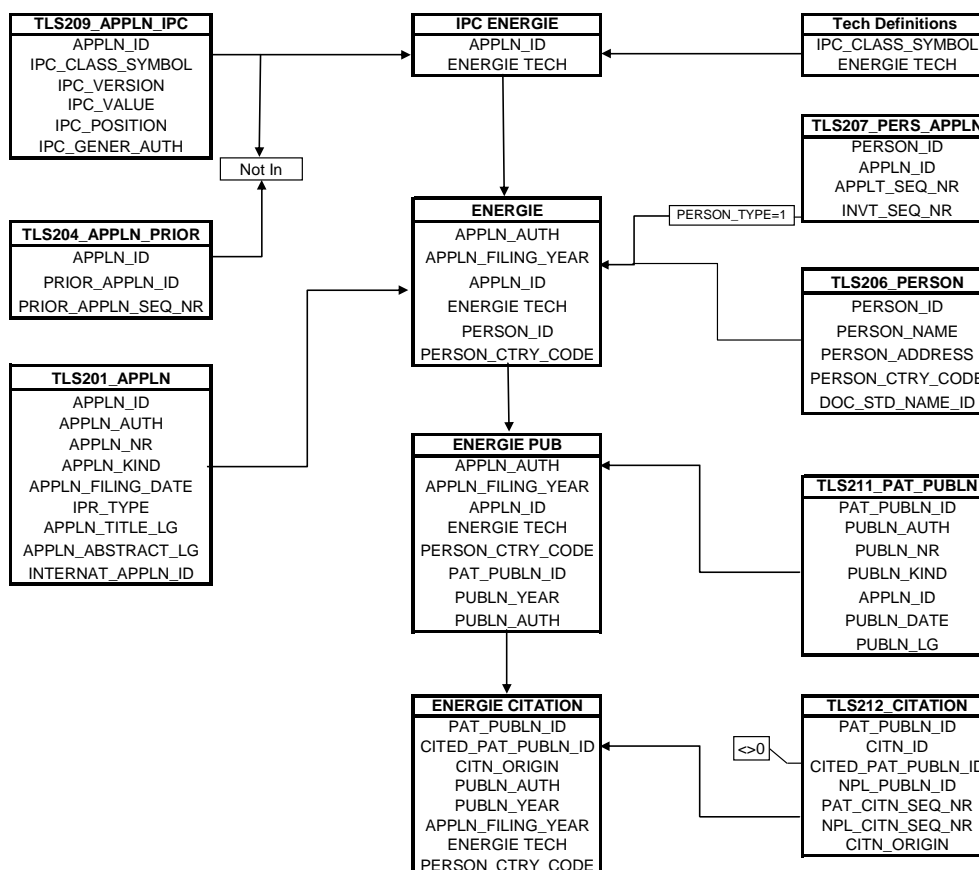 TLS209_APPLN_IPC
APPLN_ID
IPC_CLASS_SYMBOL
IPC_VERSION
IPC_VALUE
IPC_POSITION
IPC_GENER_AUTH
IPC ENERGIE
APPLN_ID
ENERGIE TECH
Tech Definitions
IPC_CLASS_SYMBOL
ENERGIE TECH
TLS207_PERS_APPLN
PERSON_ID
APPLN_ID
APPLT_SEQ_NR
INVT_SEQ_NR
Not In
PERSON_TYPE=1
TLS204_APPLN_PRIOR
APPLN_ID
PRIOR_APPLN_ID
PRIOR_APPLN_SEQ_NR
ENERGIE
APPLN_AUTH
APPLN_FILING_YEAR
APPLN_ID
ENERGIE TECH
PERSON_ID
PERSON_CTRY_CODE
TLS206_PERSON
PERSON_ID
PERSON_NAME
PERSON_ADDRESS
PERSON_CTRY_CODE
DOC_STD_NAME_ID
TLS201_APPLN
APPLN_ID
APPLN_AUTH
APPLN_NR
APPLN_KIND
APPLN_FILING_DATE
IPR_TYPE
APPLN_TITLE_LG
APPLN_ABSTRACT_LG
INTERNAT_APPLN_ID
ENERGIE PUB
APPLN_AUTH
APPLN_FILING_YEAR
APPLN_ID
ENERGIE TECH
PERSON_CTRY_CODE
PAT_PUBLN_ID
PUBLN_YEAR
PUBLN_AUTH
TLS211_PAT_PUBLN
PAT_PUBLN_ID
PUBLN_AUTH
PUBLN_NR
PUBLN_KIND
APPLN_ID
PUBLN_DATE
PUBLN_LG
ENERGIE CITATION
PAT_PUBLN_ID
CITED_PAT_PUBLN_ID
CITN_ORIGIN
PUBLN_AUTH
PUBLN_YEAR
APPLN_FILING_YEAR
ENERGIE TECH
PERSON_CTRY_CODE
<>0
TLS212_CITATION
PAT_PUBLN_ID
CITN_ID
CITED_PAT_PUBLN_ID
NPL_PUBLN_ID
PAT_CITN_SEQ_NR
NPL_CITN_SEQ_NR
CITN_ORIGIN